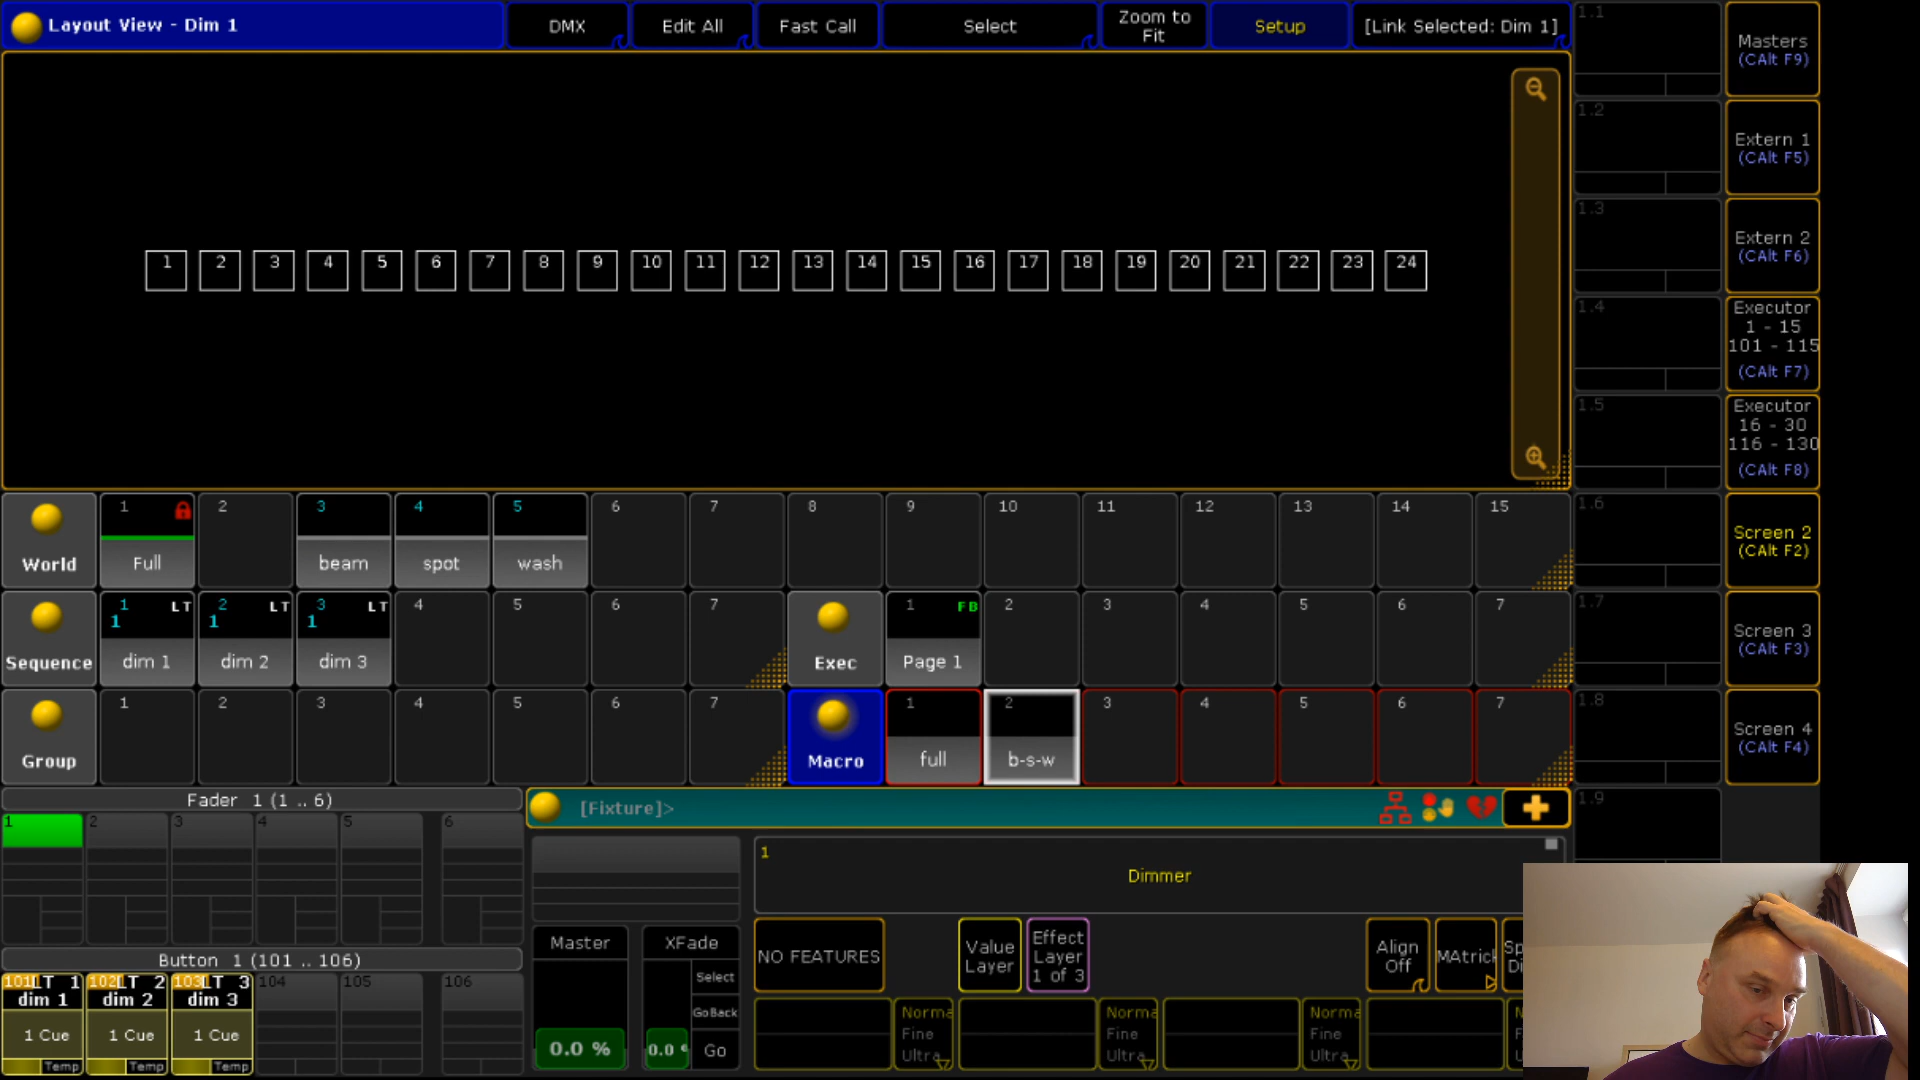 Layout View - Dim 1
DMX
Edit All
Fast Call
Select
Zoom to
Fit
Setup
[Link Selected: Dim 1]
1.1
Masters
(CAlt F9)
1.2
Extern 1
(CAlt F5)
1.3
Extern 2
(CAlt F6)
1 2 3 4 5 6 7 8 9 10 11 12 13 14 15 16 17 18 19 20 21 22 23 24
1.4
Executor
1 - 15
101 - 115
(CAlt F7)
1.5
Executor
16 - 30
116 - 130
(CAlt F8)
World
1
Full
2
3
beam
4
spot
5
wash
6 7 8 9 10 11 12 13 14 15
1.6
Screen 2
(CAlt F2)
Sequence
1 LT
1
dim 1
2 LT
1
dim 2
3 LT
1
dim 3
4 5 6 7
Exec
1 FB
Page 1
2 3 4 5 6 7
1.7
Screen 3
(CAlt F3)
Group
1 2 3 4 5 6 7
Macro
1
full
2
b-s-w
3 4 5 6 7
1.8
Screen 4
(CAlt F4)
Fader 1 (1 .. 6)
1 2 3 4 5 6
[Fixture]>
1.9
1
Dimmer
Master
0.0 %
XFade
Select
GoBack
Go
0.0
NO FEATURES
Value
Layer
Effect
Layer
1 of 3
Align
Off
MAtrick
Sp
Di
Button 1 (101 .. 106)
101 LT 1
dim 1
1 Cue
Temp
102 LT 2
dim 2
1 Cue
Temp
103 LT 3
dim 3
1 Cue
Temp
104 105 106
Norma
Fine
Ultra
Norma
Fine
Ultra
Norma
Fine
Ultra
N
Fin
Ult